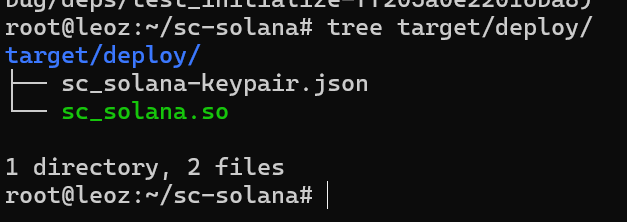 root@leoz:~/sc-solana# tree target/deploy/
target/deploy/
├── sc_solana-keypair.json
└── sc_solana.so
1 directory, 2 files
root@leoz:~/sc-solana#